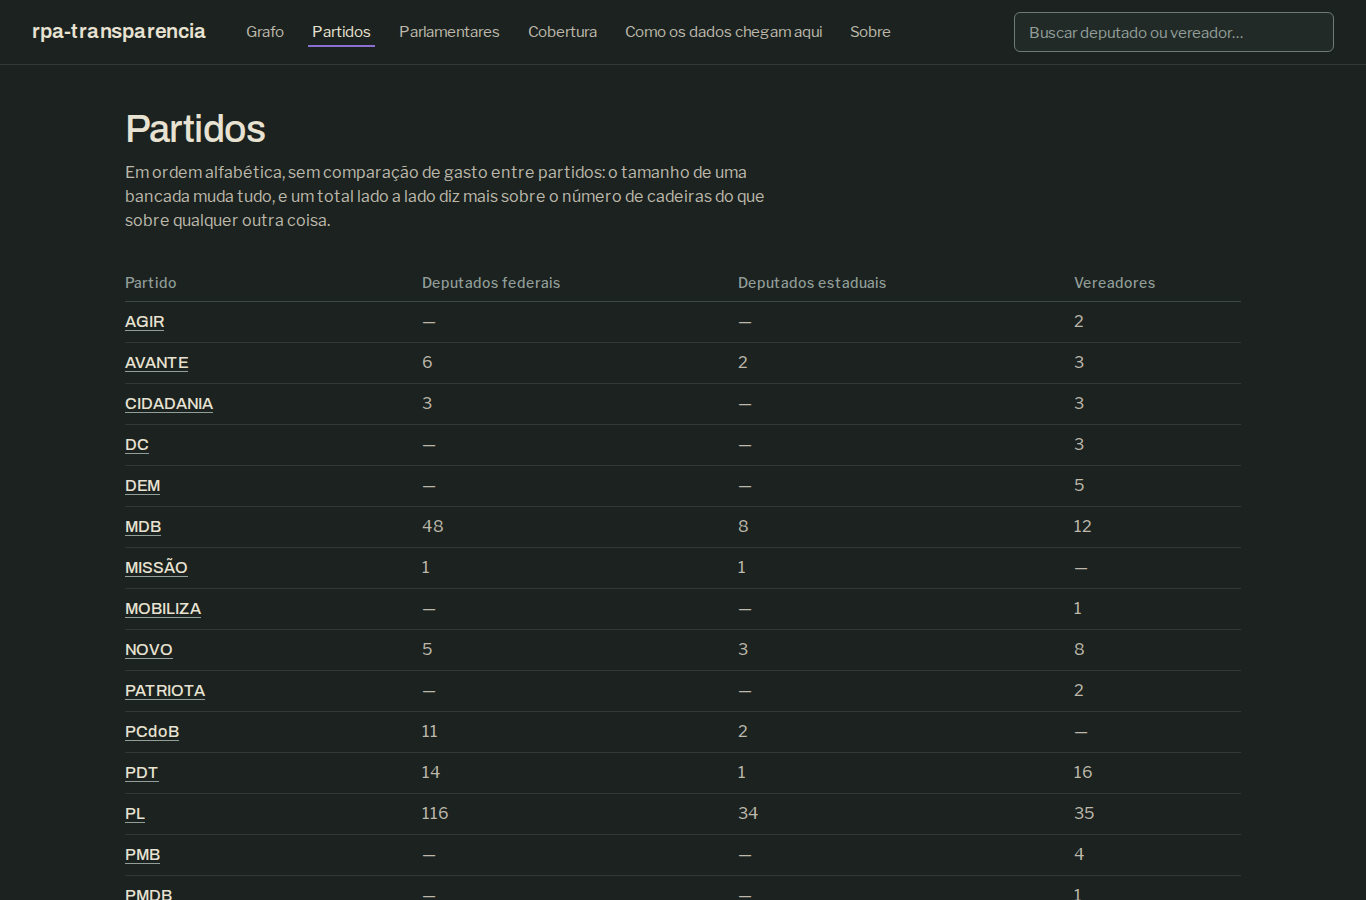 rpa-transparencia Grafo Partidos Parlamentares Cobertura Como os dados chegam aqui Sobre Buscar deputado ou vereador...
Partidos
Em ordem alfabética, sem comparação de gasto entre partidos: o tamanho de uma
bancada muda tudo, e um total lado a lado diz mais sobre o número de cadeiras do que
sobre qualquer outra coisa.
Partido Deputados federais Deputados estaduais Vereadores
AGIR — — 2
AVANTE 6 2 3
CIDADANIA 3 — 3
DC — — 3
DEM — — 5
MDB 48 8 12
MISSÃO 1 1 —
MOBILIZA — — 1
NOVO 5 3 8
PATRIOTA — — 2
PCdoB 11 2 —
PDT 14 1 16
PL 116 34 35
PMB — — 4
PMDB — — 1